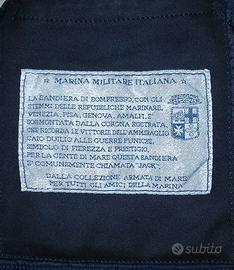 ☆ MARINA MILITARE ITALIANA ☆
LA BANDIERA DI BOMPRESSO, CON GLI
STEMMI DELLE REPUBBLICHE MARINARE,
VENEZIA, PISA, GENOVA, AMALFI, E'
SORMONTATA DALLA CORONA ROSTRATA,
CHE RICORDA LE VITTORIE DELL'AMMIRAGLIO
CAIO DUILIO ALLE GUERRE PUNICHE,
SIMBOLO DI FIEREZZA E PRESTIGIO,
PER LA GENTE DI MARE QUESTA BANDIERA
E' COMUNEMENTE CHIAMATA "JACK"
DALLA COLLEZIONE ARMATA DI MARE
PER TUTTI GLI AMICI DELLA MARINA
subito